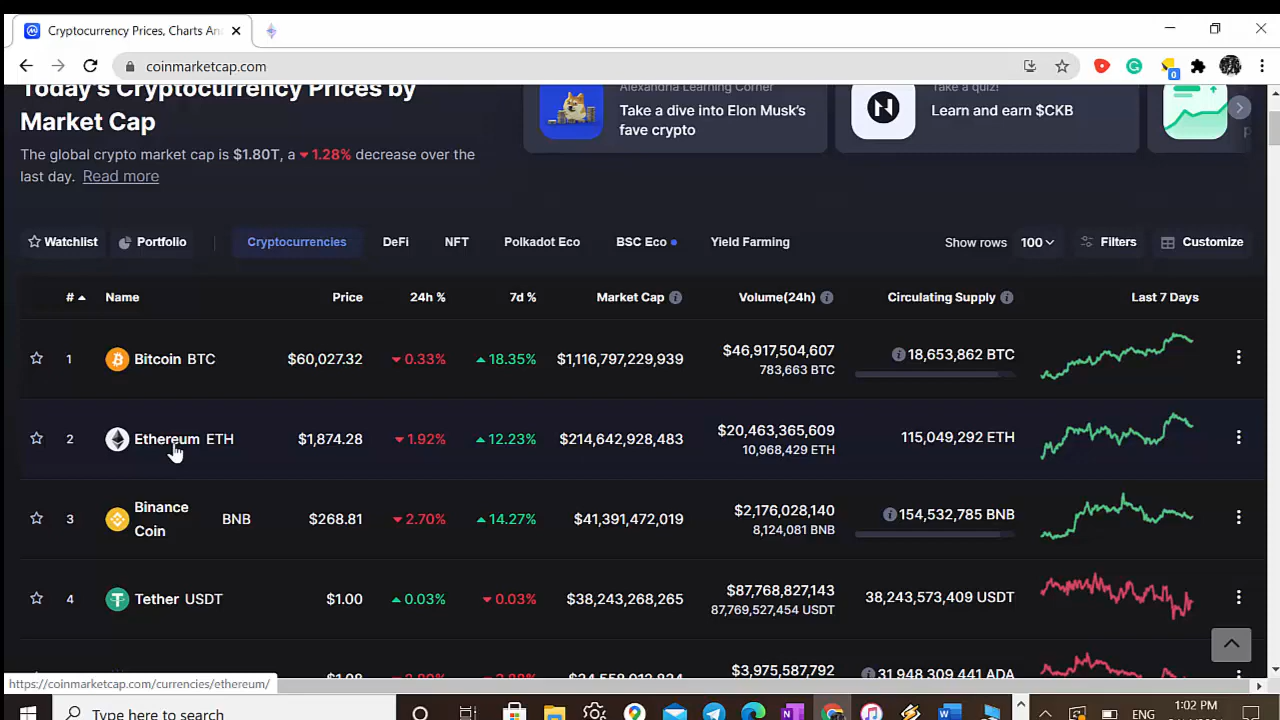 Cryptocurrency Prices, Charts An
coinmarketcap.com
0
Today's Cryptocurrency Prices by
Market Cap
The global crypto market cap is $1.80T, a 1.28% decrease over the
last day. Read more
Alexandria Learning Corner
Take a dive into Elon Musk's
fave crypto
Take a quiz!
Learn and earn $CKB
Watchlist Portfolio Cryptocurrencies DeFi NFT Polkadot Eco BSC Eco Yield Farming Show rows 100 Filters Customize
# Name Price 24h % 7d % Market Cap Volume(24h) Circulating Supply Last 7 Days
1 Bitcoin BTC $60,027.32 0.33% 18.35% $1,116,797,229,939 $46,917,504,607 18,653,862 BTC
783,663 BTC
2 Ethereum ETH $1,874.28 1.92% 12.23% $214,642,928,483 $20,463,365,609 115,049,292 ETH
10,968,429 ETH
3 Binance Coin BNB $268.81 2.70% 14.27% $41,391,472,019 $2,176,028,140 154,532,785 BNB
8,124,081 BNB
4 Tether USDT $1.00 0.03% 0.03% $38,243,268,265 $87,768,827,143 38,243,573,409 USDT
87,769,527,454 USDT
$3,975,587,792 31,948,309,441 ADA
https://coinmarketcap.com/currencies/ethereum/
Type here to search
1:02 PM